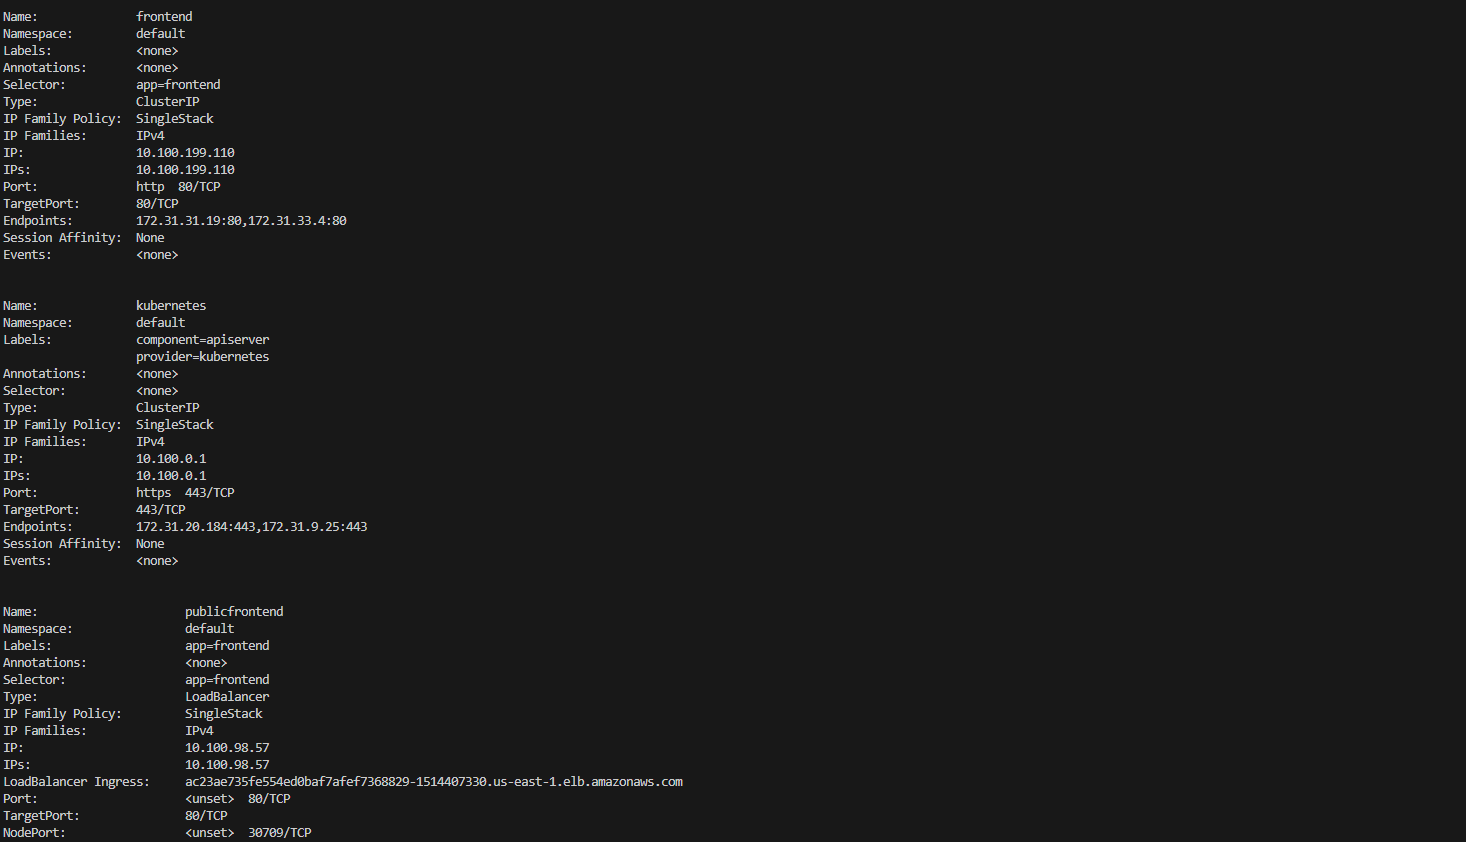 Name:              frontend
Namespace:         default
Labels:            <none>
Annotations:       <none>
Selector:          app=frontend
Type:              ClusterIP
IP Family Policy:  SingleStack
IP Families:       IPv4
IP:                10.100.199.110
IPs:               10.100.199.110
Port:              http  80/TCP
TargetPort:        80/TCP
Endpoints:         172.31.31.19:80,172.31.33.4:80
Session Affinity:  None
Events:            <none>

Name:              kubernetes
Namespace:         default
Labels:            component=apiserver
                   provider=kubernetes
Annotations:       <none>
Selector:          <none>
Type:              ClusterIP
IP Family Policy:  SingleStack
IP Families:       IPv4
IP:                10.100.0.1
IPs:               10.100.0.1
Port:              https  443/TCP
TargetPort:        443/TCP
Endpoints:         172.31.20.184:443,172.31.9.25:443
Session Affinity:  None
Events:            <none>

Name:                     publicfrontend
Namespace:                default
Labels:                   app=frontend
Annotations:              <none>
Selector:                 app=frontend
Type:                     LoadBalancer
IP Family Policy:         SingleStack
IP Families:              IPv4
IP:                       10.100.98.57
IPs:                      10.100.98.57
LoadBalancer Ingress:     ac23ae735fe554ed0baf7afef7368829-1514407330.us-east-1.elb.amazonaws.com
Port:                     <unset>  80/TCP
TargetPort:               80/TCP
NodePort:                 <unset>  30709/TCP